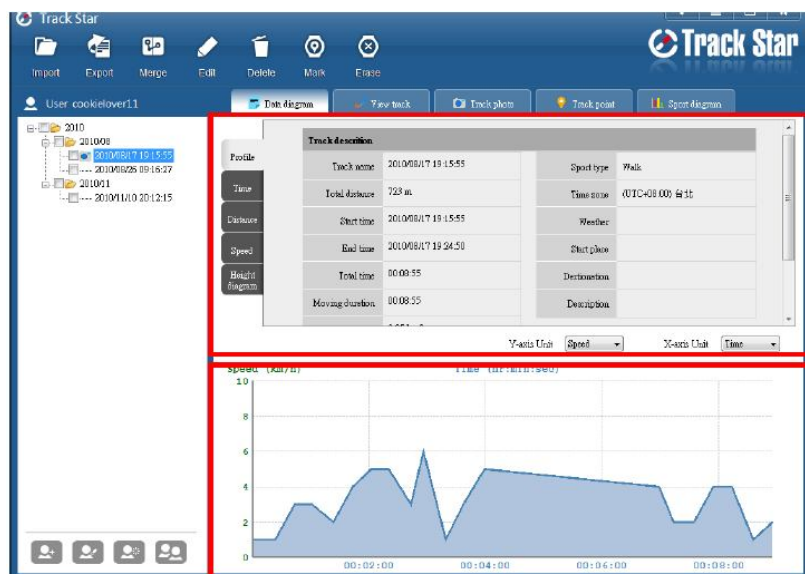 Track Star
Track Star
Import Export Merge Edit Delete Mark Erase
User cookielover11
Data diagram View track Track photo Track point Sport diagram
2010
2010/08
2010/08/17 19:15:55
2010/08/26 09:16:27
2010/11
2010/11/10 20:12:15
Profile
Time
Distance
Speed
Height diagram
Track descrition
Track name 2010/08/17 19:15:55 Sport type Walk
Total distance 723 m Time zone (UTC+08:00) 台北
Start time 2010/08/17 19:15:55 Weather
End time 2010/08/17 19:24:50 Start place
Total time 00:08:55 Destionation
Moving duration 00:08:55 Description
Y-axis Unit Speed X-axis Unit Time
Speed (km/h) Time (hr:min:sec)
10
8
6
4
2
0
00:02:00 00:04:00 00:06:00 00:08:00